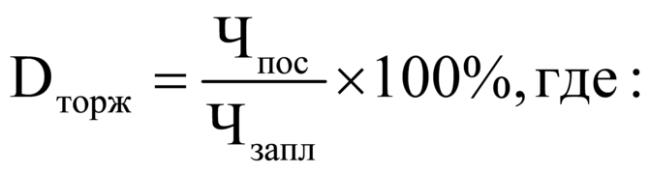 D торж = Ч пос / Ч запл × 100%, где: